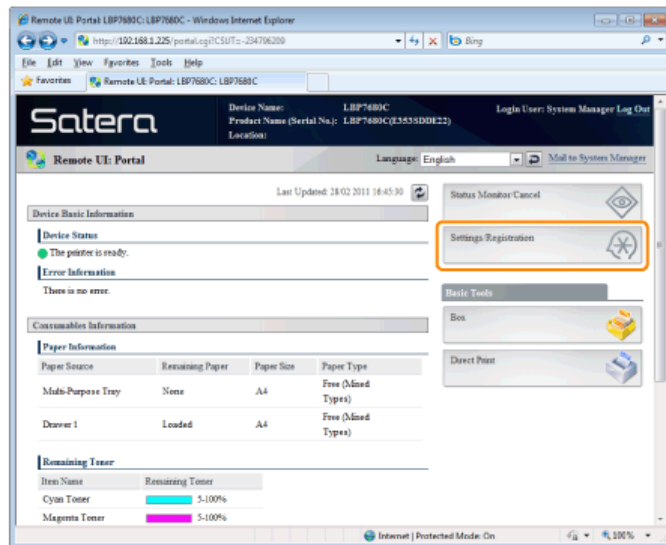 Remote UI: Portal: LBP7680C: LBP7680C - Windows Internet Explorer
http://192.168.1.225/portal.cgi?CSUT=-234796209
Bing
File Edit View Favorites Tools Help
Favorites Remote UI: Portal: LBP7680C: LBP7680C
Satera
Device Name: LBP7680C
Product Name (Serial No.): LBP7680C(E353SDDE22)
Location:
Login User: System Manager Log Out
Remote UI: Portal
Language: English
Mail to System Manager
Last Updated: 28/02 2011 16:45:30
Device Basic Information
Device Status
The printer is ready.
Error Information
There is no error.
Consumables Information
Paper Information
Paper Source Remaining Paper Paper Size Paper Type
Multi-Purpose Tray None A4 Free (Mixed Types)
Drawer 1 Loaded A4 Free (Mixed Types)
Remaining Toner
Item Name Remaining Toner
Cyan Toner 5-100%
Magenta Toner 5-100%
Status Monitor/Cancel
Settings/Registration
Basic Tools
Box
Direct Print
Internet | Protected Mode: On
100%